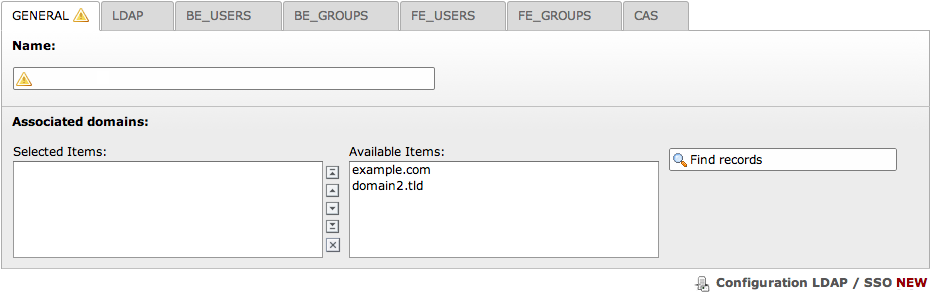 GENERAL LDAP BE_USERS BE_GROUPS FE_USERS FE_GROUPS CAS
Name:
Associated domains:
Selected Items: Available Items:
Find records
example.com
domain2.tld
Configuration LDAP / SSO NEW